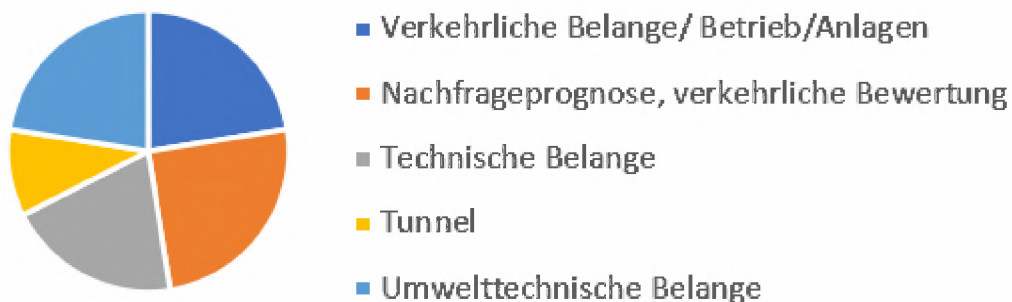 Verkehrliche Belange/ Betrieb/Anlagen
Nachfrageprognose, verkehrliche Bewertung
Technische Belange
Tunnel
Umwelttechnische Belange